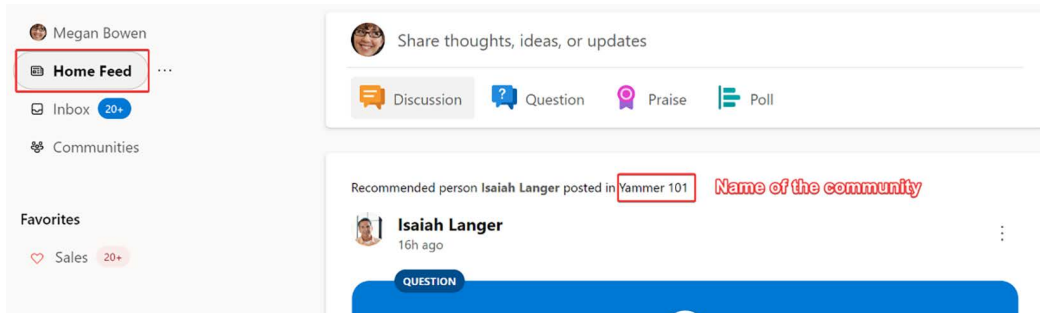 Megan Bowen
Home Feed ...
Inbox 20+
Communities
Favorites
Sales 20+
Share thoughts, ideas, or updates
Discussion Question Praise Poll
Recommended person Isaiah Langer posted in Yammer 101 Name of the community
Isaiah Langer
16h ago
QUESTION